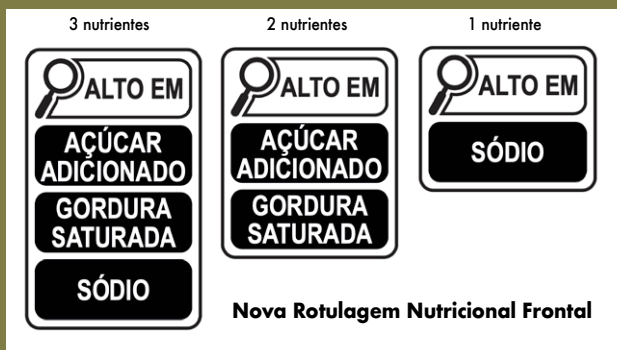 3 nutrientes
ALTO EM
AÇÚCAR
ADICIONADO
GORDURA
SATURADA
SÓDIO
2 nutrientes
ALTO EM
AÇÚCAR
ADICIONADO
GORDURA
SATURADA
1 nutriente
ALTO EM
SÓDIO
Nova Rotulagem Nutricional Frontal